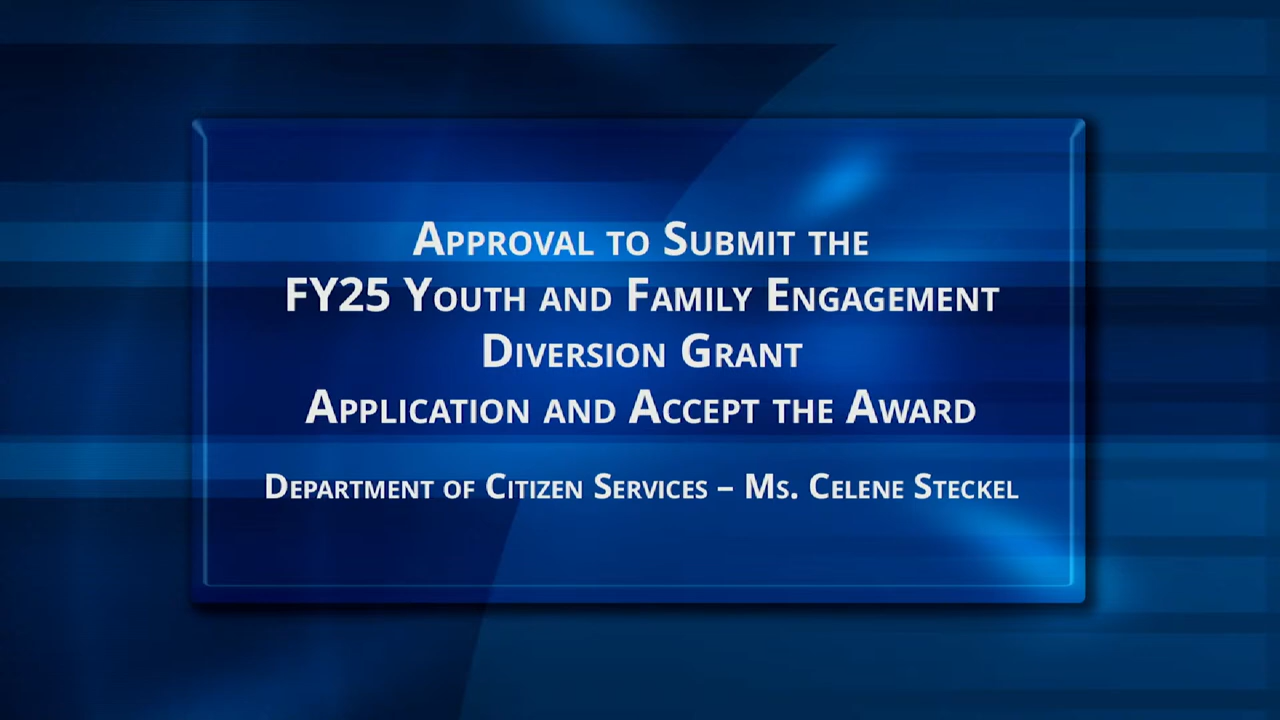 Approval to Submit the
FY25 Youth and Family Engagement
Diversion Grant
Application and Accept the Award
Department of Citizen Services – Ms. Celene Steckel